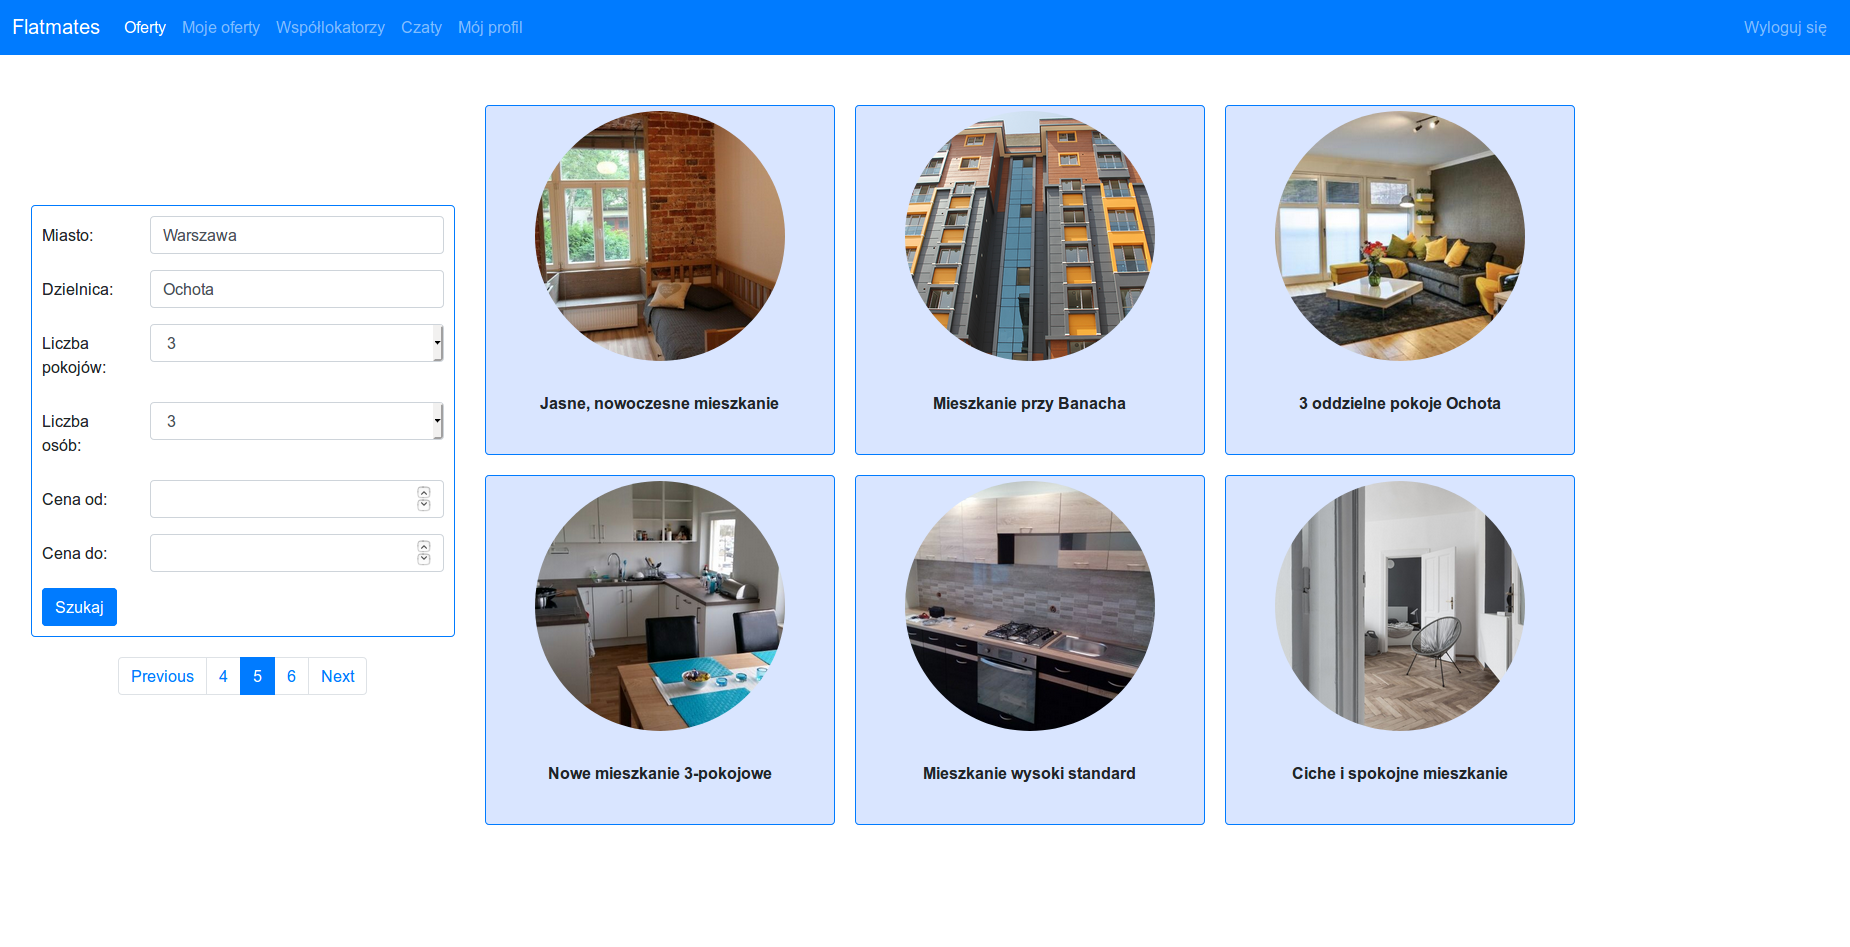 Flatmates Oferty Moje oferty Współlokatorzy Czaty Mój profil Wyloguj się
Miasto: Warszawa
Dzielnica: Ochota
Liczba pokojów: 3
Liczba osób: 3
Cena od:
Cena do:
Szukaj
Previous 4 5 6 Next
Jasne, nowoczesne mieszkanie
Mieszkanie przy Banacha
3 oddzielne pokoje Ochota
Nowe mieszkanie 3-pokojowe
Mieszkanie wysoki standard
Ciche i spokojne mieszkanie